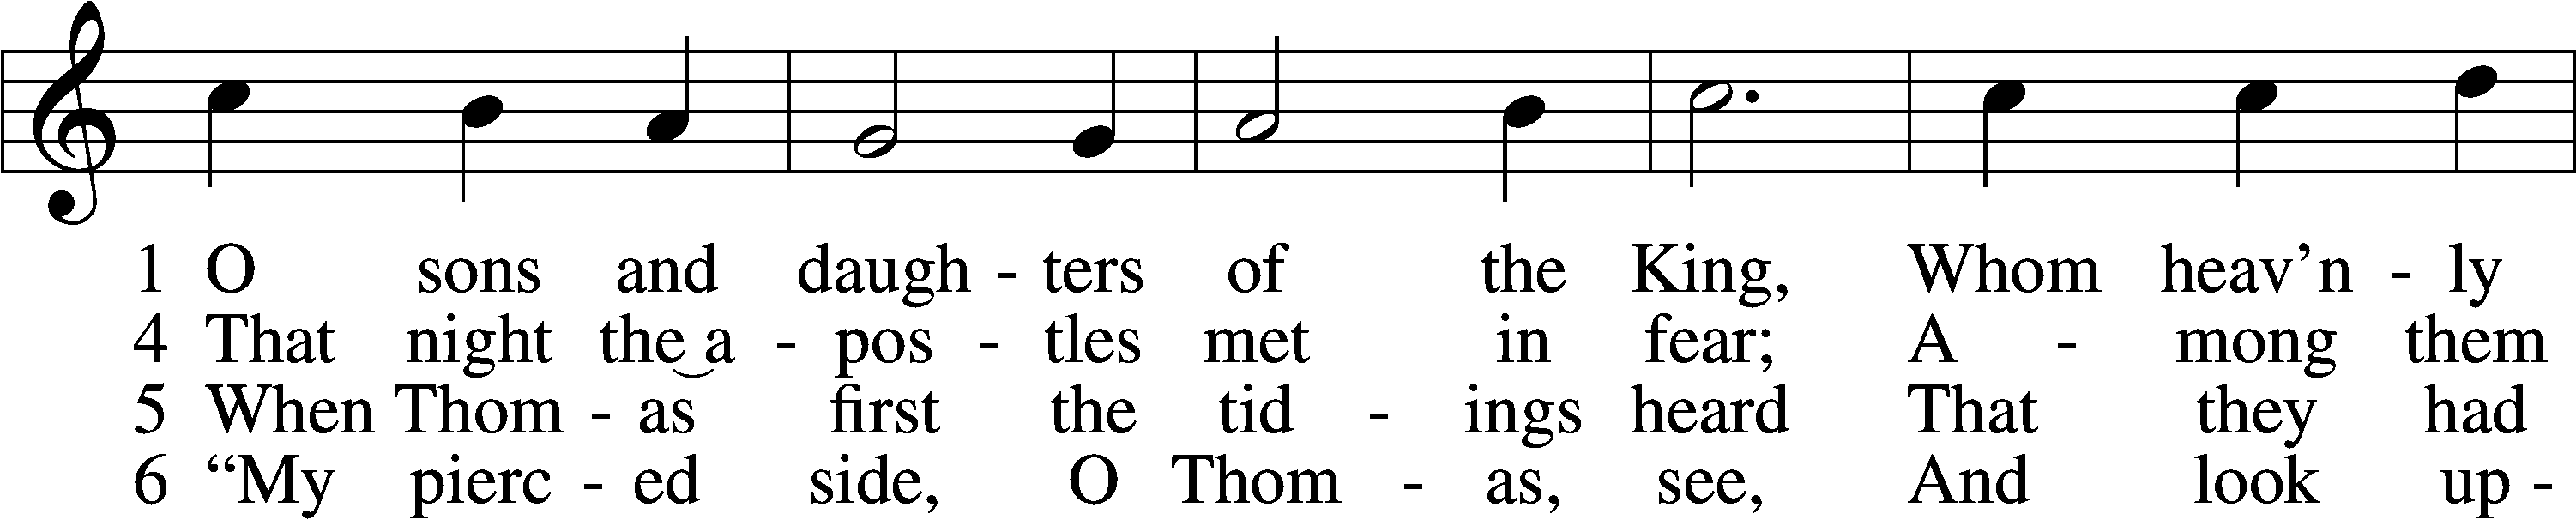 1 O sons and daugh - ters of the King, Whom heav’n - ly
4 That night the a - pos - tles met in fear; A - mong them
5 When Thom - as first the tid - ings heard That they had
6 “My pierc - ed side, O Thom - as, see, And look up -